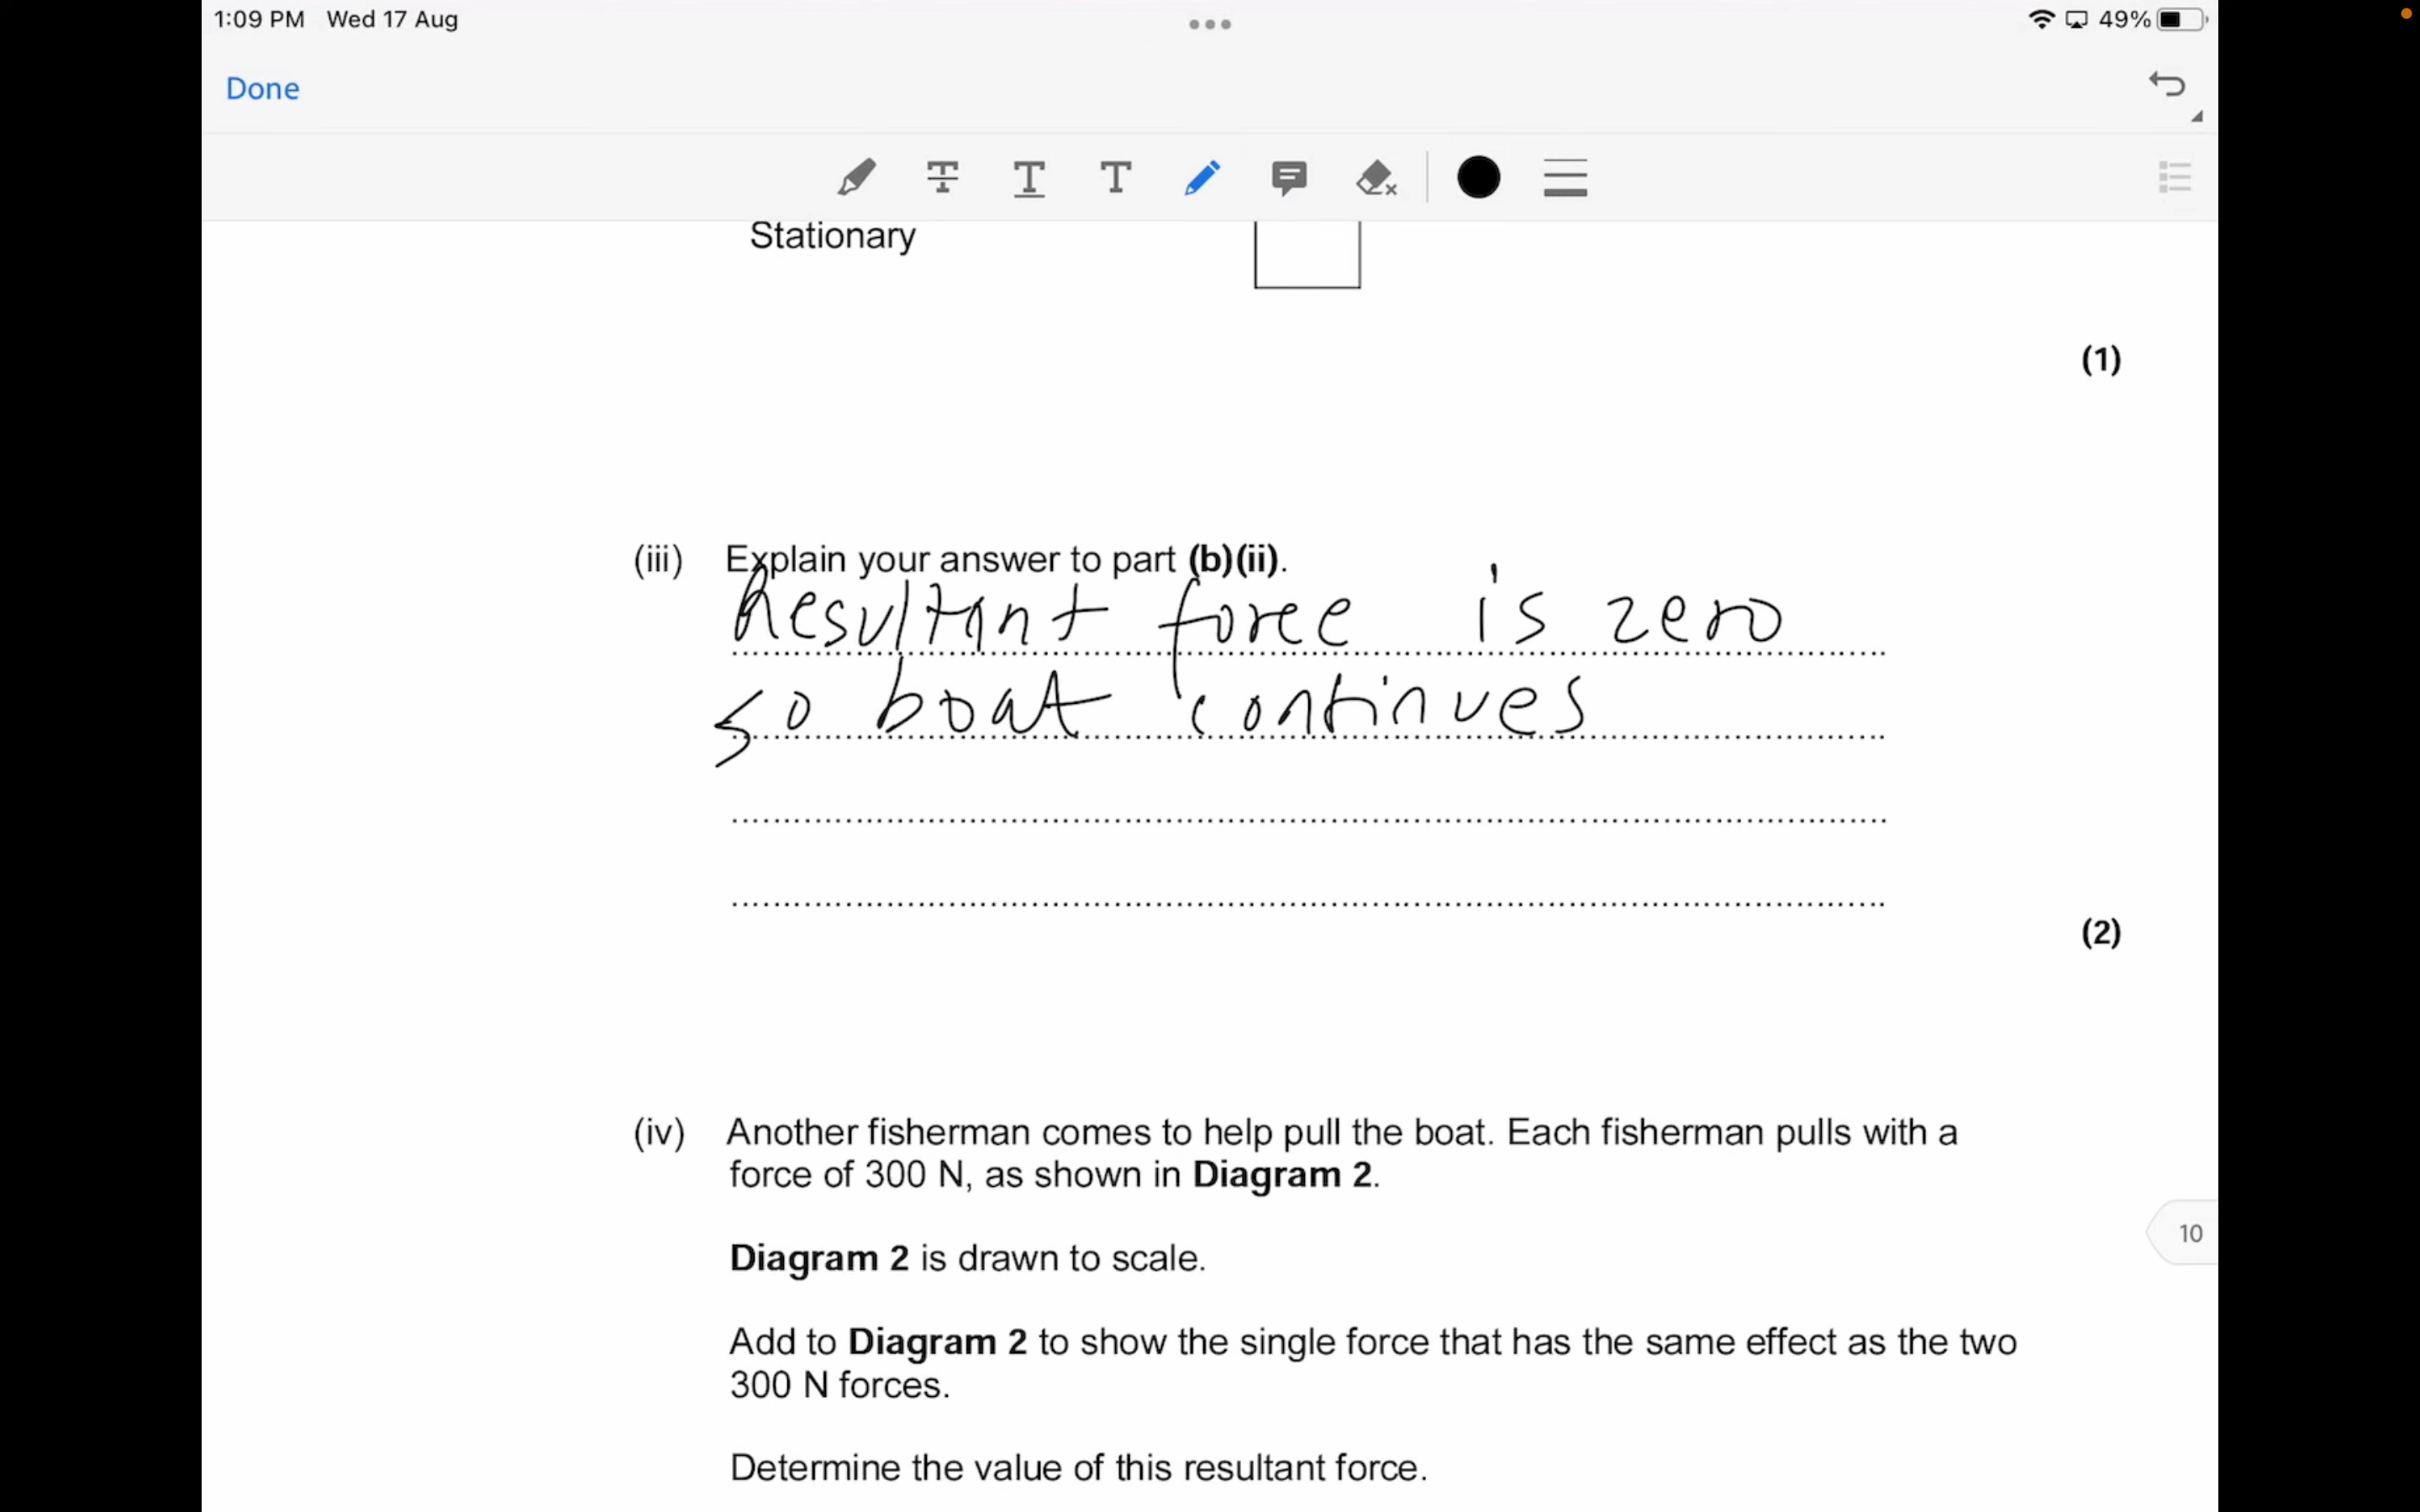 1:09 PM Wed 17 Aug
49%
Done
Stationary
(1)
(iii) Explain your answer to part (b)(ii).
Resultant force is zero
so boat continues
(2)
(iv) Another fisherman comes to help pull the boat. Each fisherman pulls with a
force of 300 N, as shown in Diagram 2.
Diagram 2 is drawn to scale.
10
Add to Diagram 2 to show the single force that has the same effect as the two
300 N forces.
Determine the value of this resultant force.